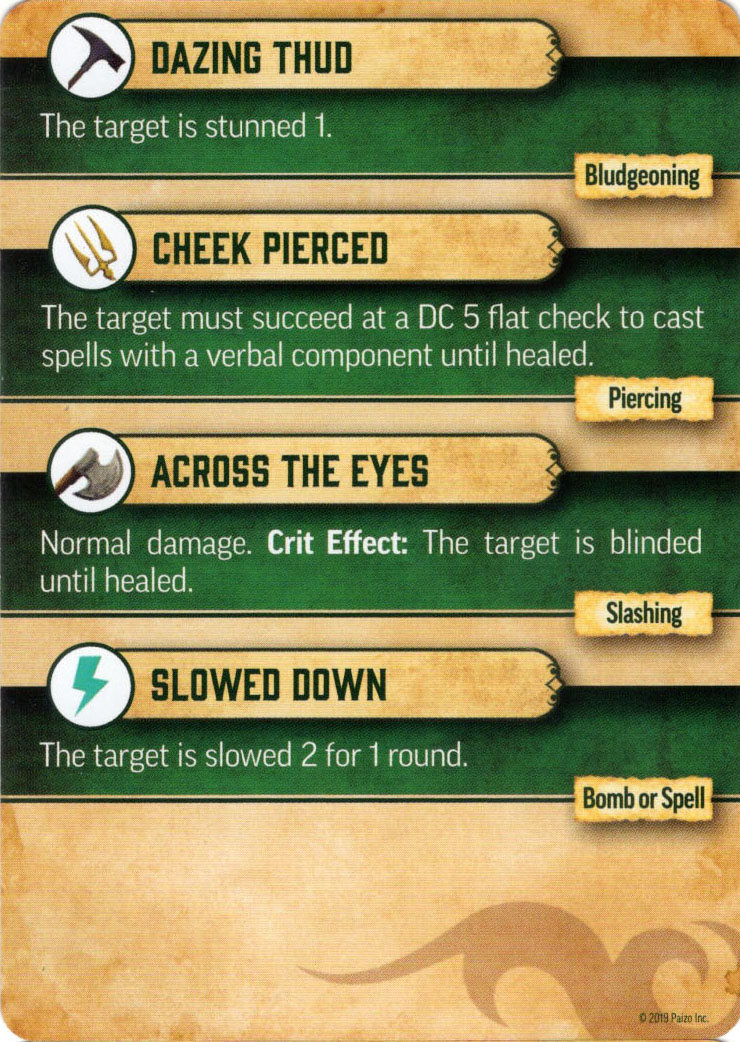 DAZING THUD
The target is stunned 1.
Bludgeoning
CHEEK PIERCED
The target must succeed at a DC 5 flat check to cast
spells with a verbal component until healed.
Piercing
ACROSS THE EYES
Normal damage. Crit Effect: The target is blinded
until healed.
Slashing
SLOWED DOWN
The target is slowed 2 for 1 round.
Bomb or Spell
© 2019 Paizo Inc.